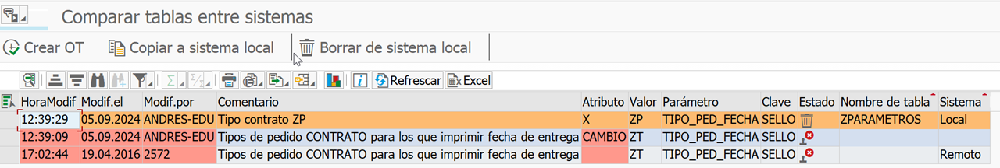 Comparar tablas entre sistemas
Crear OT Copiar a sistema local Borrar de sistema local
Refrescar Excel
HoraModif Modif.el Modif.por Comentario Atributo Valor Parámetro Clave Estado Nombre de tabla Sistema
12:39:29 05.09.2024 ANDRES-EDU Tipo contrato ZP X ZP TIPO_PED_FECHA SELLO ZPARAMETROS Local
12:39:09 05.09.2024 ANDRES-EDU Tipos de pedido CONTRATO para los que imprimir fecha de entrega CAMBIO ZT TIPO_PED_FECHA SELLO
17:02:44 19.04.2016 2572 Tipos de pedido CONTRATO para los que imprimir fecha de entrega ZT TIPO_PED_FECHA SELLO Remoto